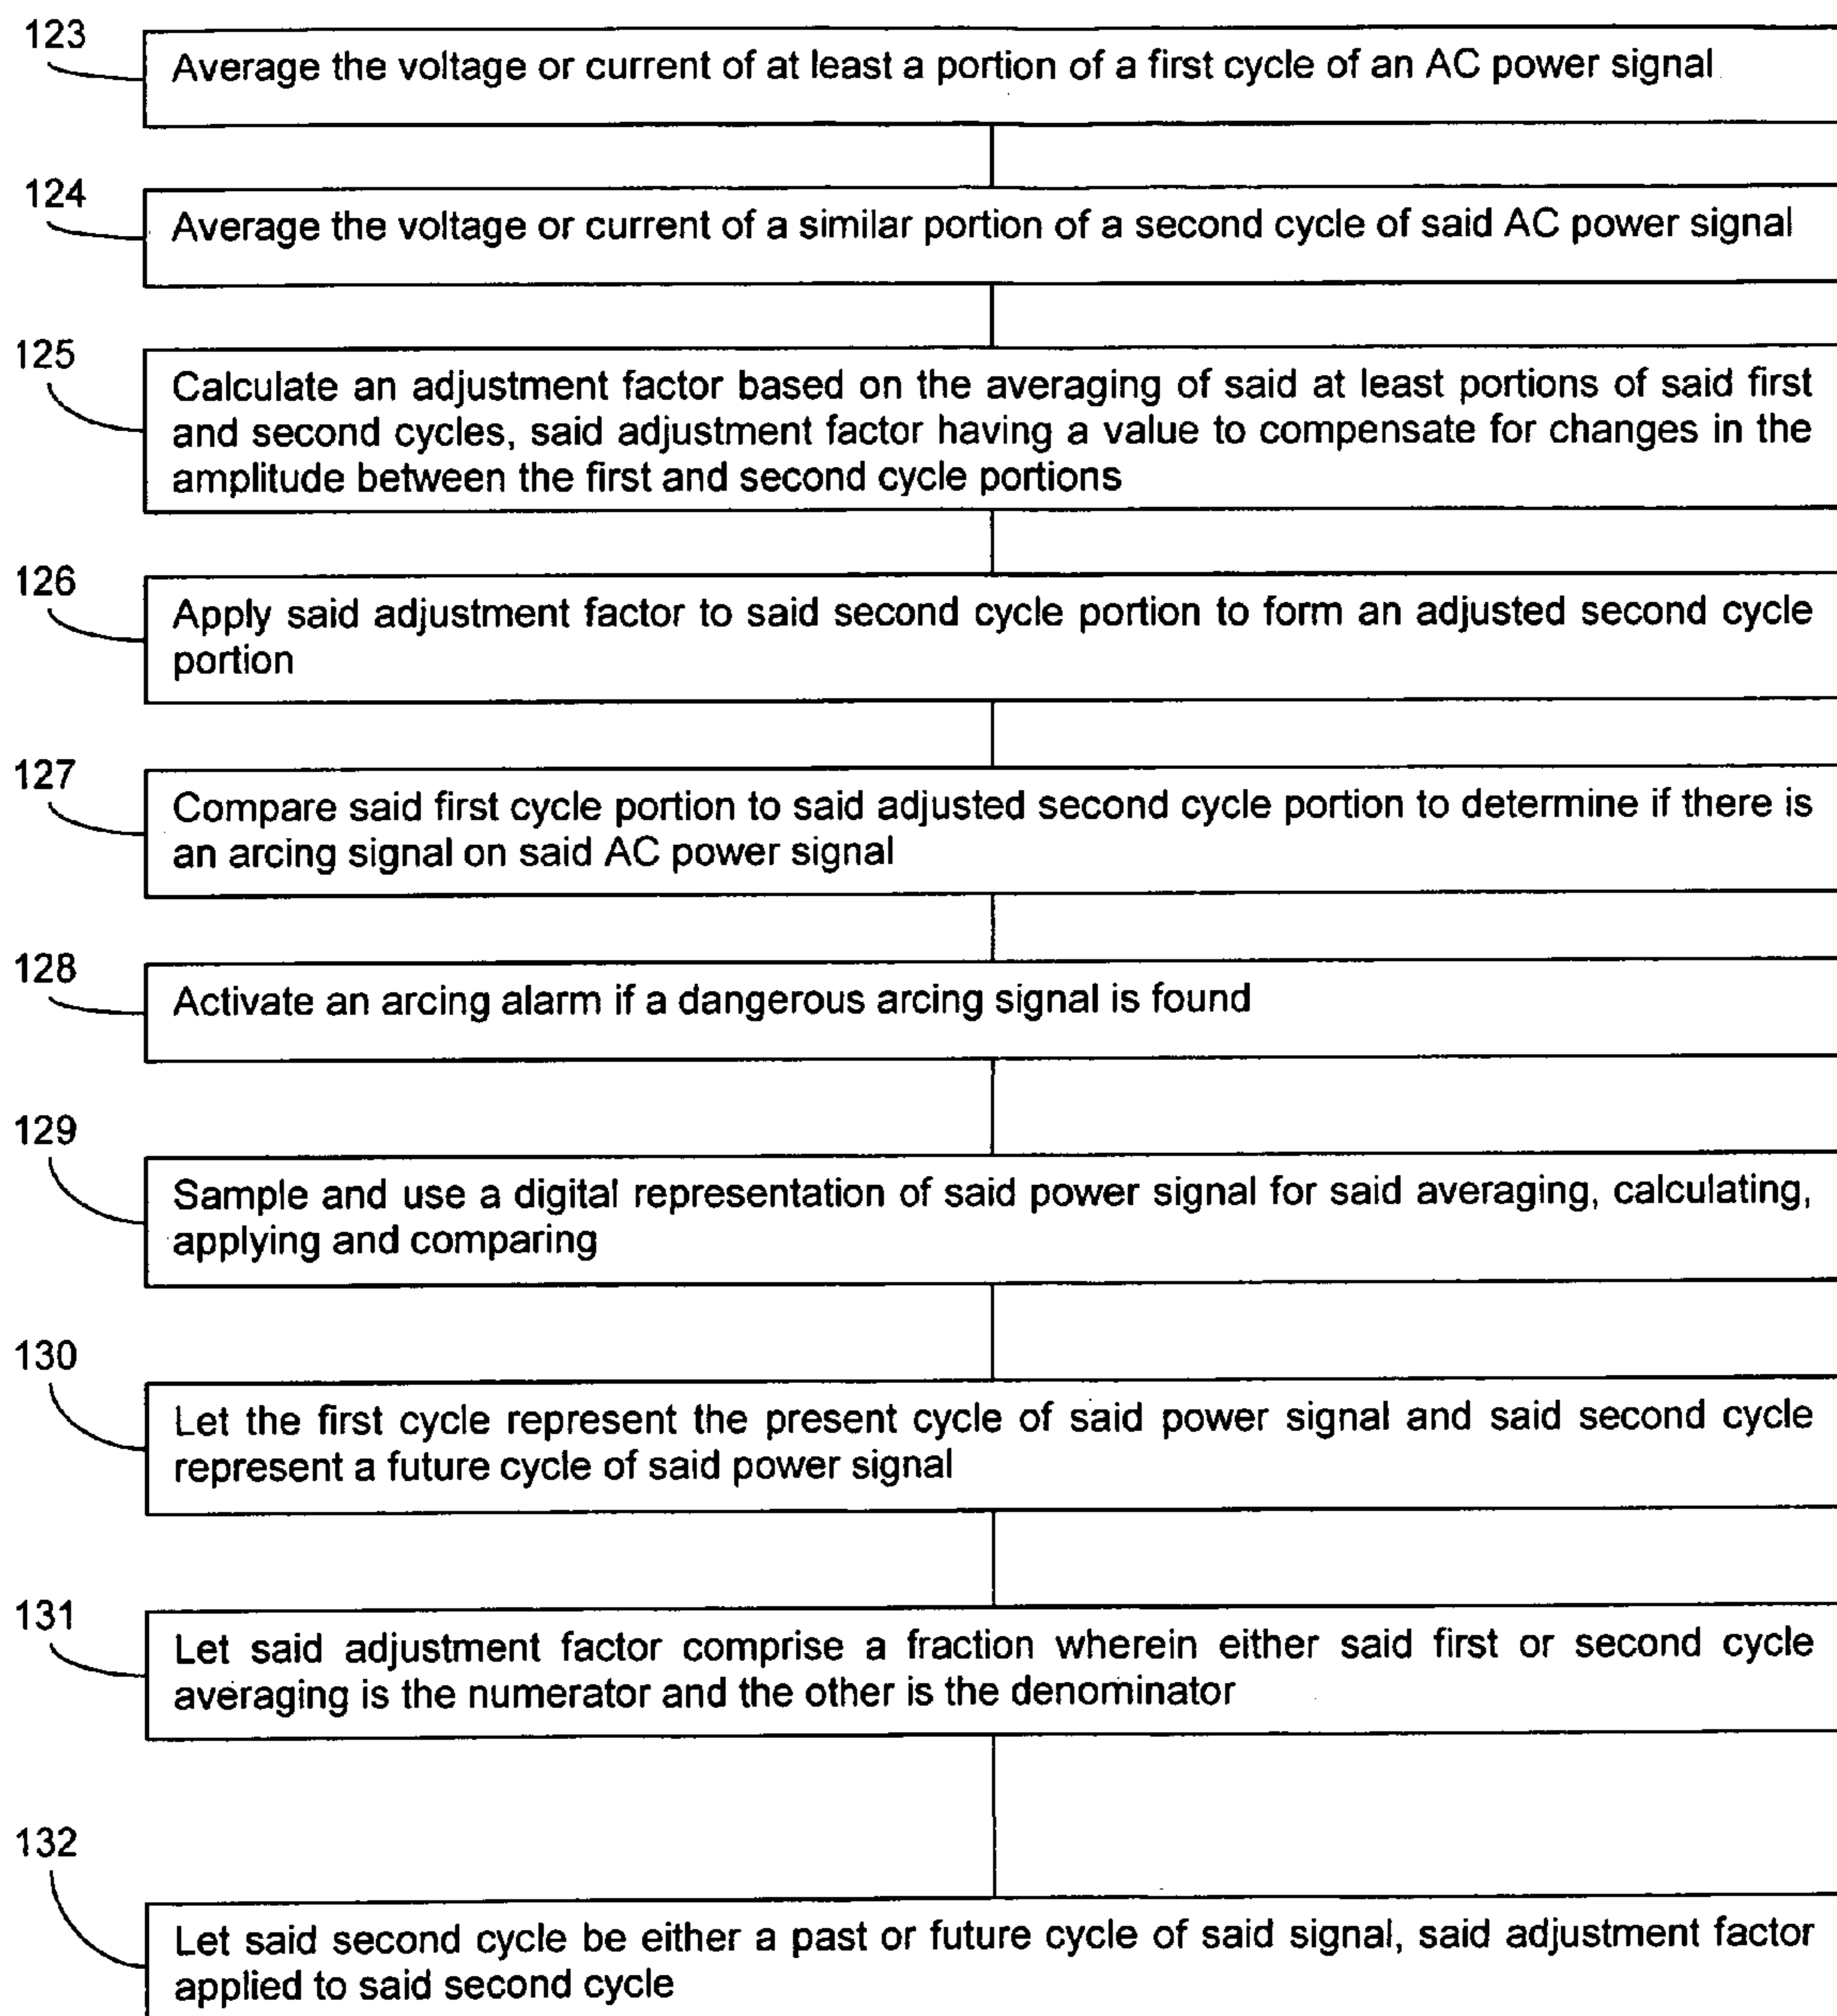 123
Average the voltage or current of at least a portion of a first cycle of an AC power signal
124
Average the voltage or current of a similar portion of a second cycle of said AC power signal
125
Calculate an adjustment factor based on the averaging of said at least portions of said first
and second cycles, said adjustment factor having a value to compensate for changes in the
amplitude between the first and second cycle portions
126
Apply said adjustment factor to said second cycle portion to form an adjusted second cycle
portion
127
Compare said first cycle portion to said adjusted second cycle portion to determine if there is
an arcing signal on said AC power signal
128
Activate an arcing alarm if a dangerous arcing signal is found
129
Sample and use a digital representation of said power signal for said averaging, calculating,
applying and comparing
130
Let the first cycle represent the present cycle of said power signal and said second cycle
represent a future cycle of said power signal
131
Let said adjustment factor comprise a fraction wherein either said first or second cycle
averaging is the numerator and the other is the denominator
132
Let said second cycle be either a past or future cycle of said signal, said adjustment factor
applied to said second cycle